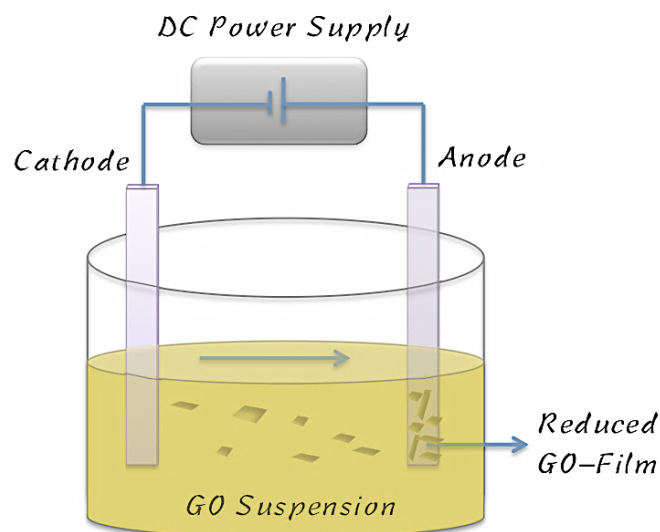 DC Power Supply
Cathode
Anode
Reduced
GO-Film
GO Suspension